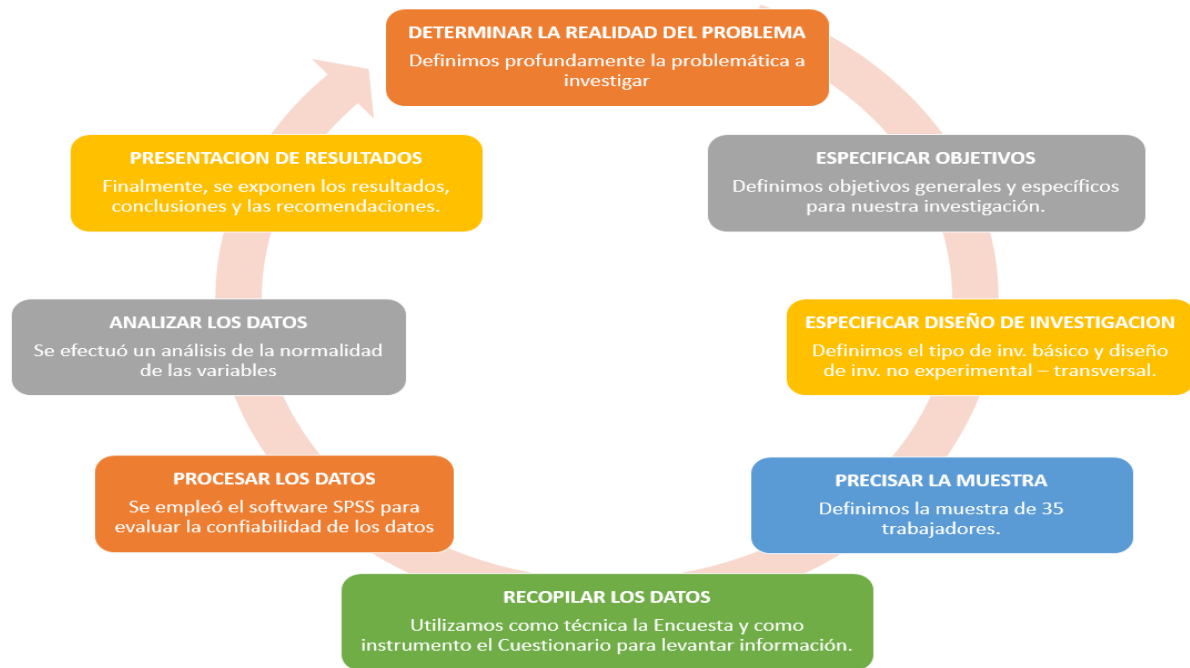 DETERMINAR LA REALIDAD DEL PROBLEMA
Definimos profundamente la problemática a
investigar
ESPECIFICAR OBJETIVOS
Definimos objetivos generales y específicos
para nuestra investigación.
ESPECIFICAR DISEÑO DE INVESTIGACION
Definimos el tipo de inv. básico y diseño
de inv. no experimental – transversal.
PRECISAR LA MUESTRA
Definimos la muestra de 35
trabajadores.
RECOPILAR LOS DATOS
Utilizamos como técnica la Encuesta y como
instrumento el Cuestionario para levantar información.
PROCESAR LOS DATOS
Se empleó el software SPSS para
evaluar la confiabilidad de los datos
ANALIZAR LOS DATOS
Se efectuó un análisis de la normalidad
de las variables
PRESENTACION DE RESULTADOS
Finalmente, se exponen los resultados,
conclusiones y las recomendaciones.